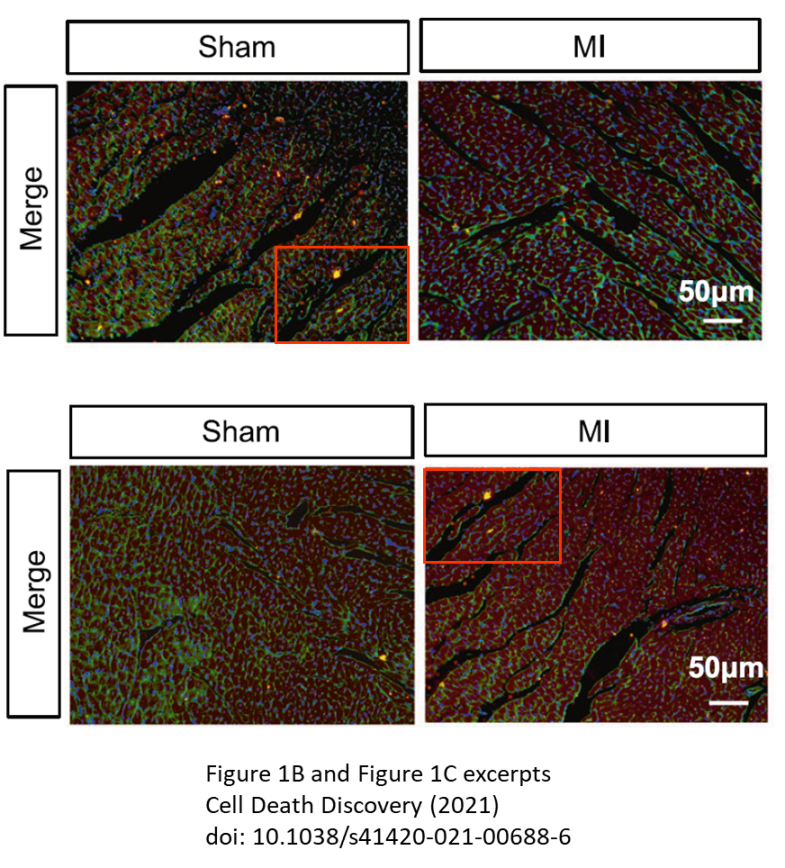 Sham
MI
Merge
50µm
Sham
MI
Merge
50µm
Figure 1B and Figure 1C excerpts
Cell Death Discovery (2021)
doi: 10.1038/s41420-021-00688-6